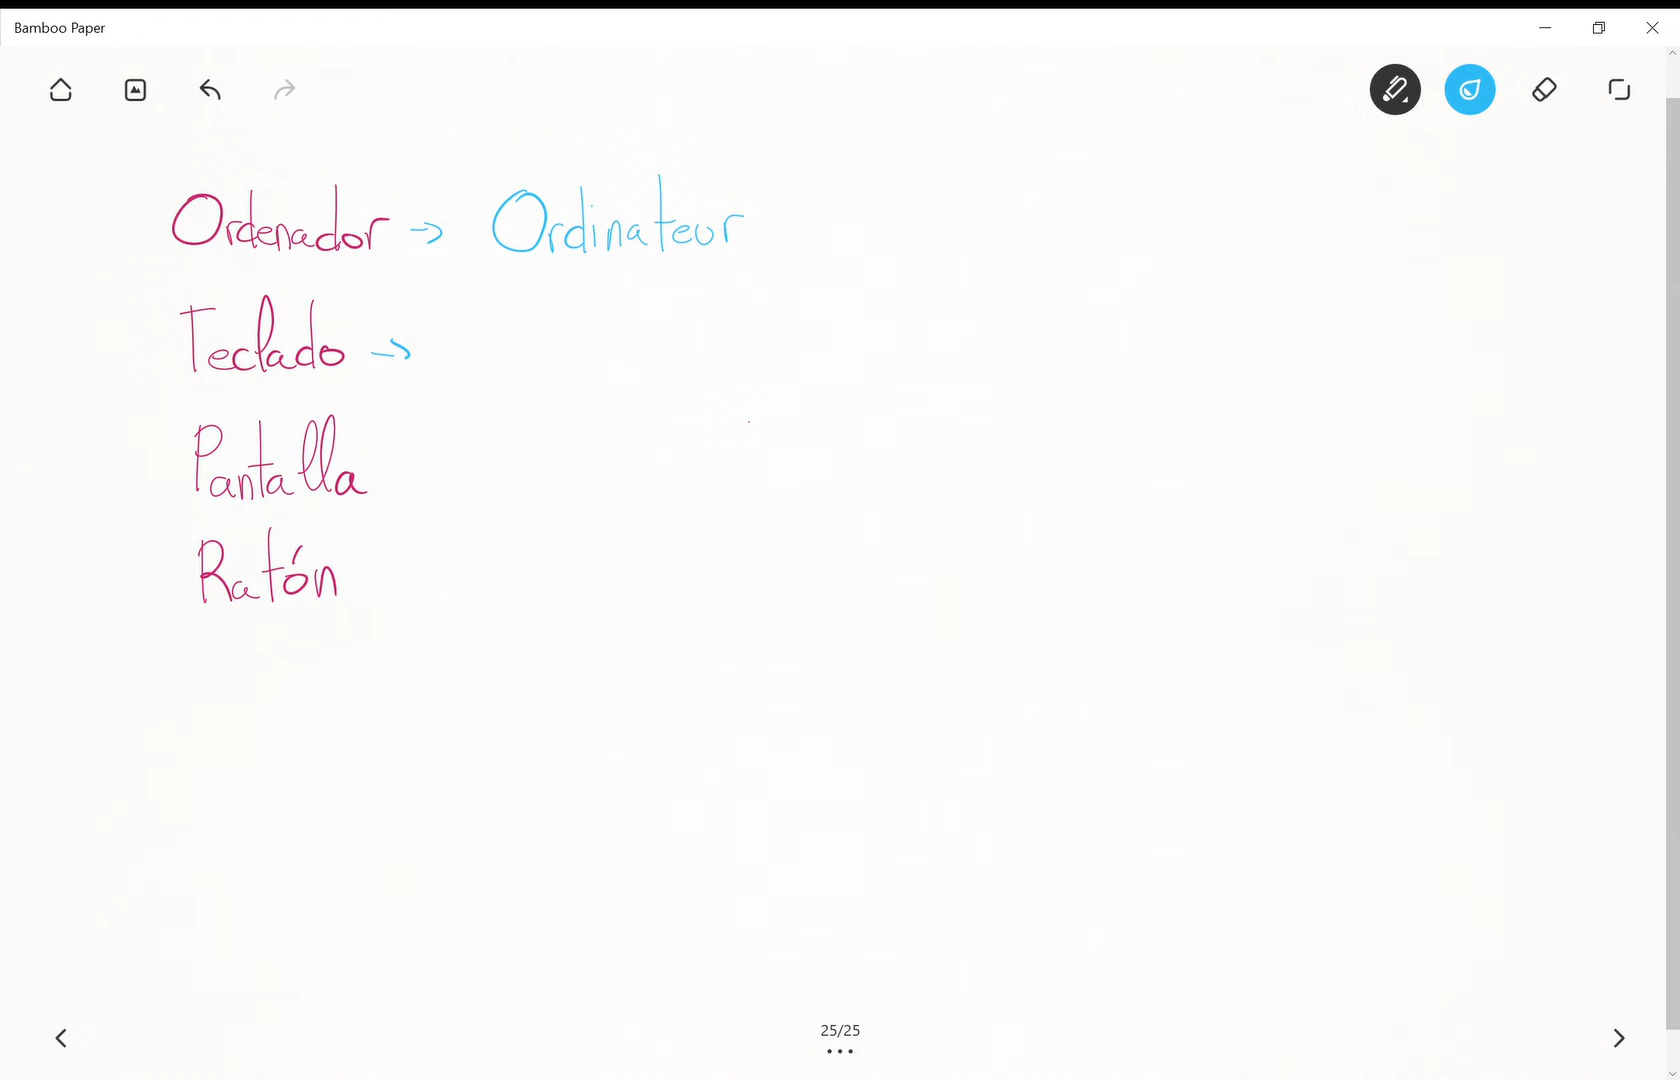 Bamboo Paper
Ordenador → Ordinateur
Teclado →
Pantalla
Ratón
25/25